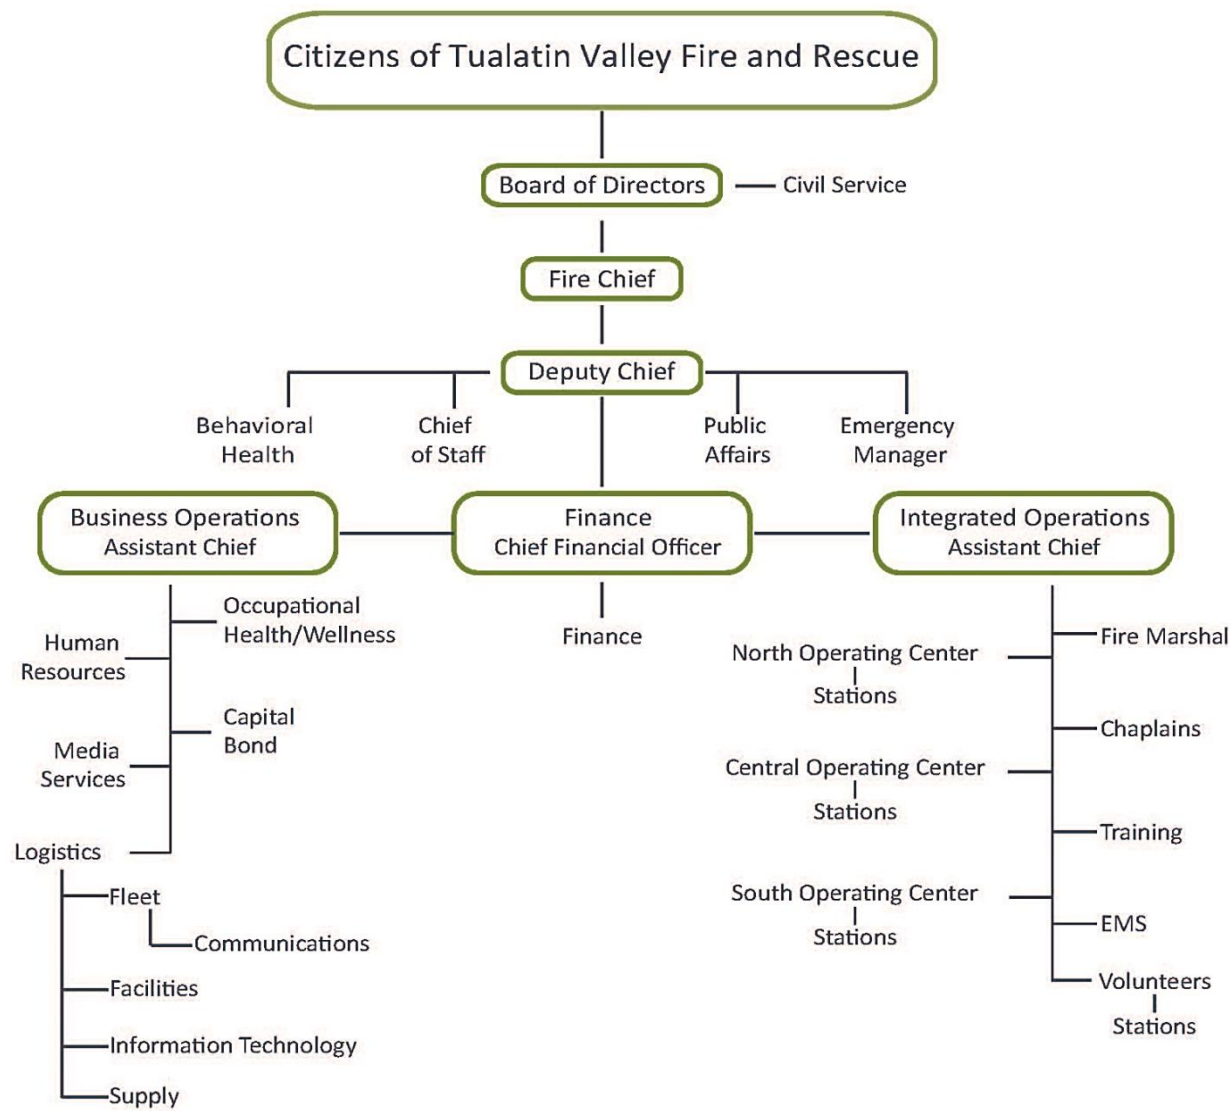 Citizens of Tualatin Valley Fire and Rescue
Board of Directors
Civil Service
Fire Chief
Deputy Chief
Behavioral
Health
Chief
of Staff
Public
Affairs
Emergency
Manager
Business Operations
Assistant Chief
Finance
Chief Financial Officer
Integrated Operations
Assistant Chief
Occupational
Health/Wellness
Human
Resources
Capital
Bond
Media
Services
Logistics
Fleet
Communications
Facilities
Information Technology
Supply
Finance
North Operating Center
Stations
Central Operating Center
Stations
South Operating Center
Stations
Fire Marshal
Chaplains
Training
EMS
Volunteers
Stations